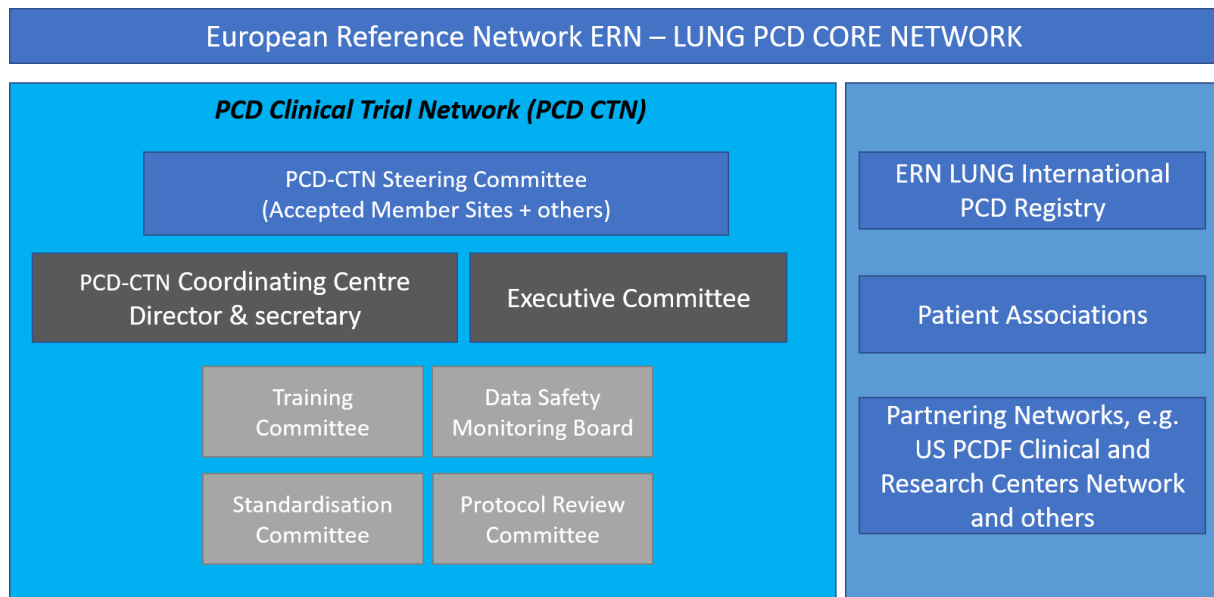 European Reference Network ERN – LUNG PCD CORE NETWORK
PCD Clinical Trial Network (PCD CTN)
PCD-CTN Steering Committee
(Accepted Member Sites + others)
PCD-CTN Coordinating Centre
Director & secretary
Executive Committee
Training
Committee
Data Safety
Monitoring Board
Standardisation
Committee
Protocol Review
Committee
ERN LUNG International
PCD Registry
Patient Associations
Partnering Networks, e.g.
US PCDF Clinical and
Research Centers Network
and others